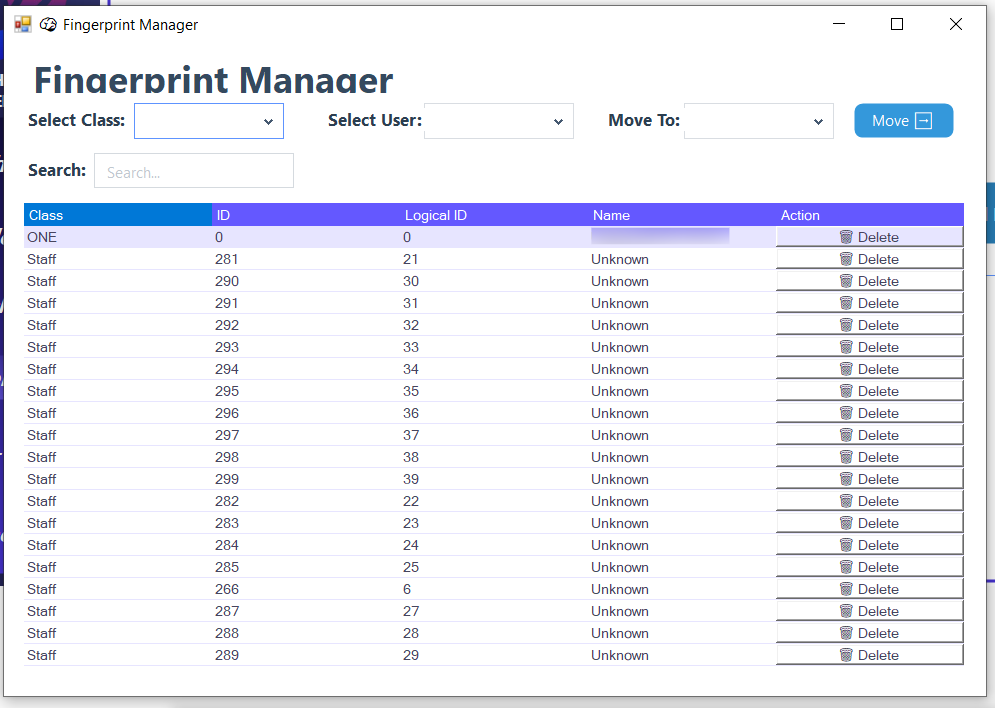 Fingerprint Manager
Fingerprint Manager
Select Class: Select User: Move To: Move
Search: Search...
Class ID Logical ID Name Action
ONE 0 0 Delete
Staff 281 21 Unknown Delete
Staff 290 30 Unknown Delete
Staff 291 31 Unknown Delete
Staff 292 32 Unknown Delete
Staff 293 33 Unknown Delete
Staff 294 34 Unknown Delete
Staff 295 35 Unknown Delete
Staff 296 36 Unknown Delete
Staff 297 37 Unknown Delete
Staff 298 38 Unknown Delete
Staff 299 39 Unknown Delete
Staff 282 22 Unknown Delete
Staff 283 23 Unknown Delete
Staff 284 24 Unknown Delete
Staff 285 25 Unknown Delete
Staff 266 6 Unknown Delete
Staff 287 27 Unknown Delete
Staff 288 28 Unknown Delete
Staff 289 29 Unknown Delete